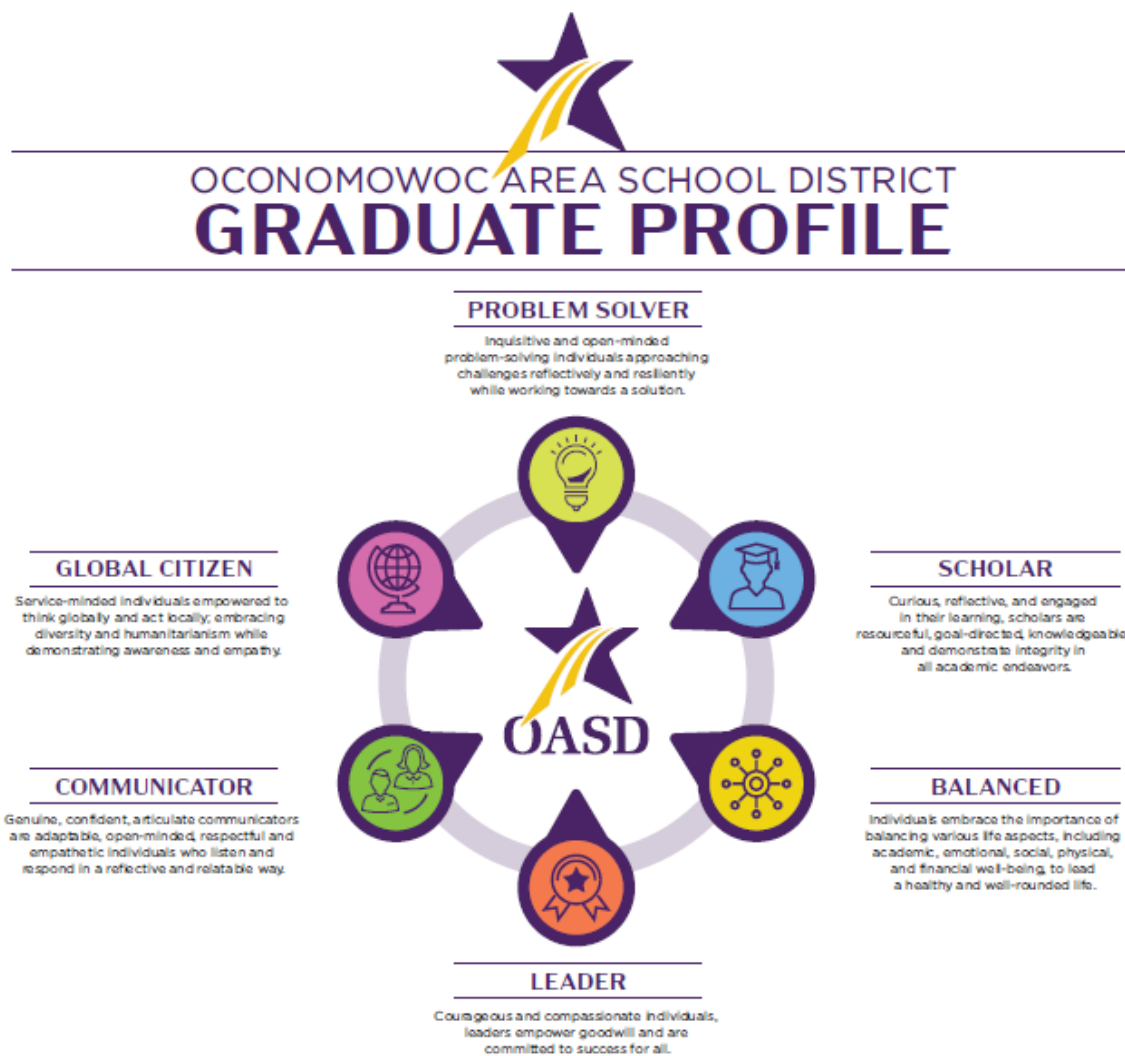 OCONOMOWOC AREA SCHOOL DISTRICT
GRADUATE PROFILE
PROBLEM SOLVER
Inquisitive and open-minded
problem-solving individuals approaching
challenges reflectively and resiliently
while working towards a solution.
GLOBAL CITIZEN
Service-minded individuals empowered to
think globally and act locally; embracing
diversity and humanitarianism while
demonstrating awareness and empathy.
SCHOLAR
Curious, reflective, and engaged
in their learning, scholars are
resourceful, goal-directed, knowledgeable
and demonstrate integrity in
all academic endeavors.
OASD
COMMUNICATOR
Genuine, confident, articulate communicators
are adaptable, open-minded, respectful and
empathetic individuals who listen and
respond in a reflective and relatable way.
BALANCED
Individuals embrace the importance of
balancing various life aspects, including
academic, emotional, social, physical,
and financial well-being, to lead
a healthy and well-rounded life.
LEADER
Courageous and compassionate individuals,
leaders empower goodwill and are
committed to success for all.